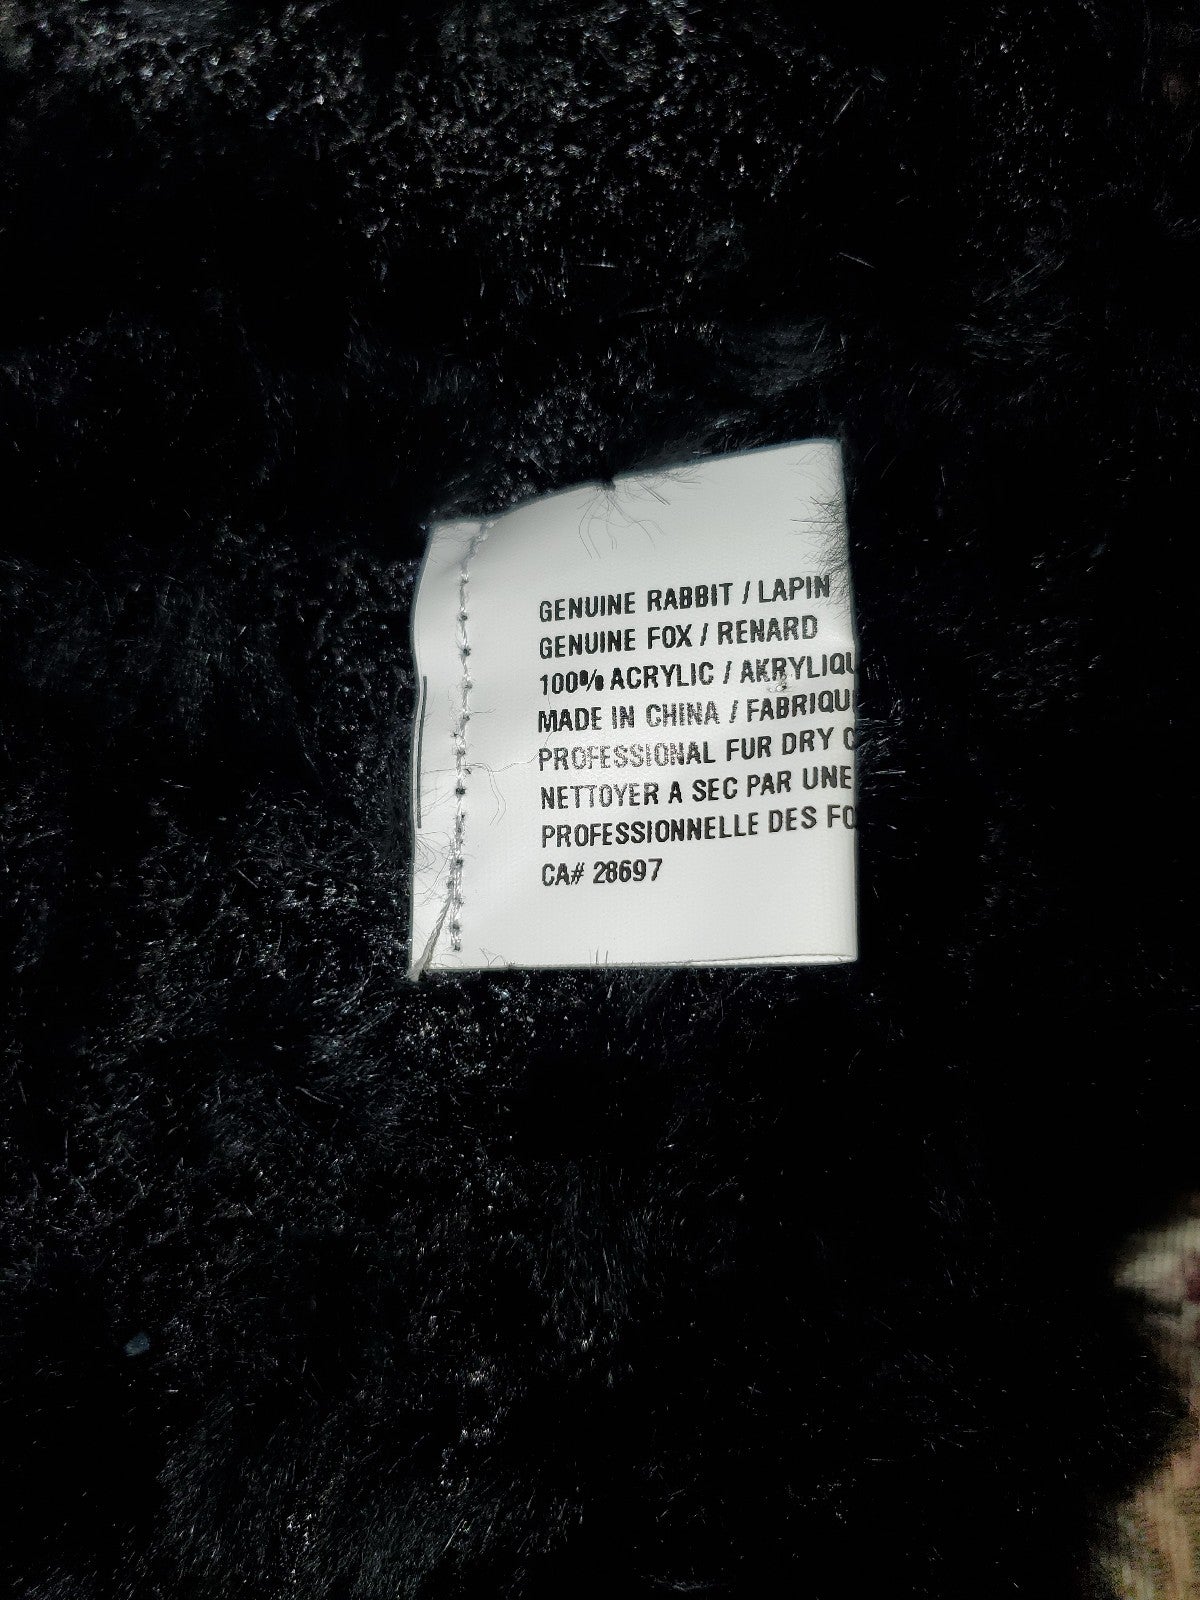 GENUINE RABBIT / LAPIN
GENUINE FOX / RENARD
100% ACRYLIC / AKRYLIQU
MADE IN CHINA / FABRIQU
PROFESSIONAL FUR DRY C
NETTOYER A SEC PAR UNE
PROFESSIONNELLE DES FO
CA# 28697